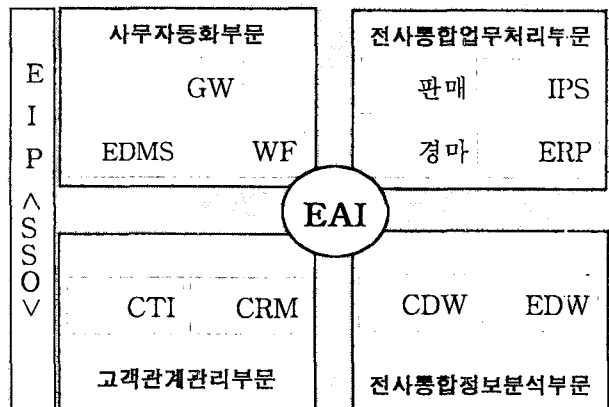 E
I
P
<SSO>
사무자동화부문
GW
EDMS WF
전사통합업무처리부문
판매 IPS
경마 ERP
EAI
CTI CRM
고객관계관리부문
CDW EDW
전사통합정보분석부문